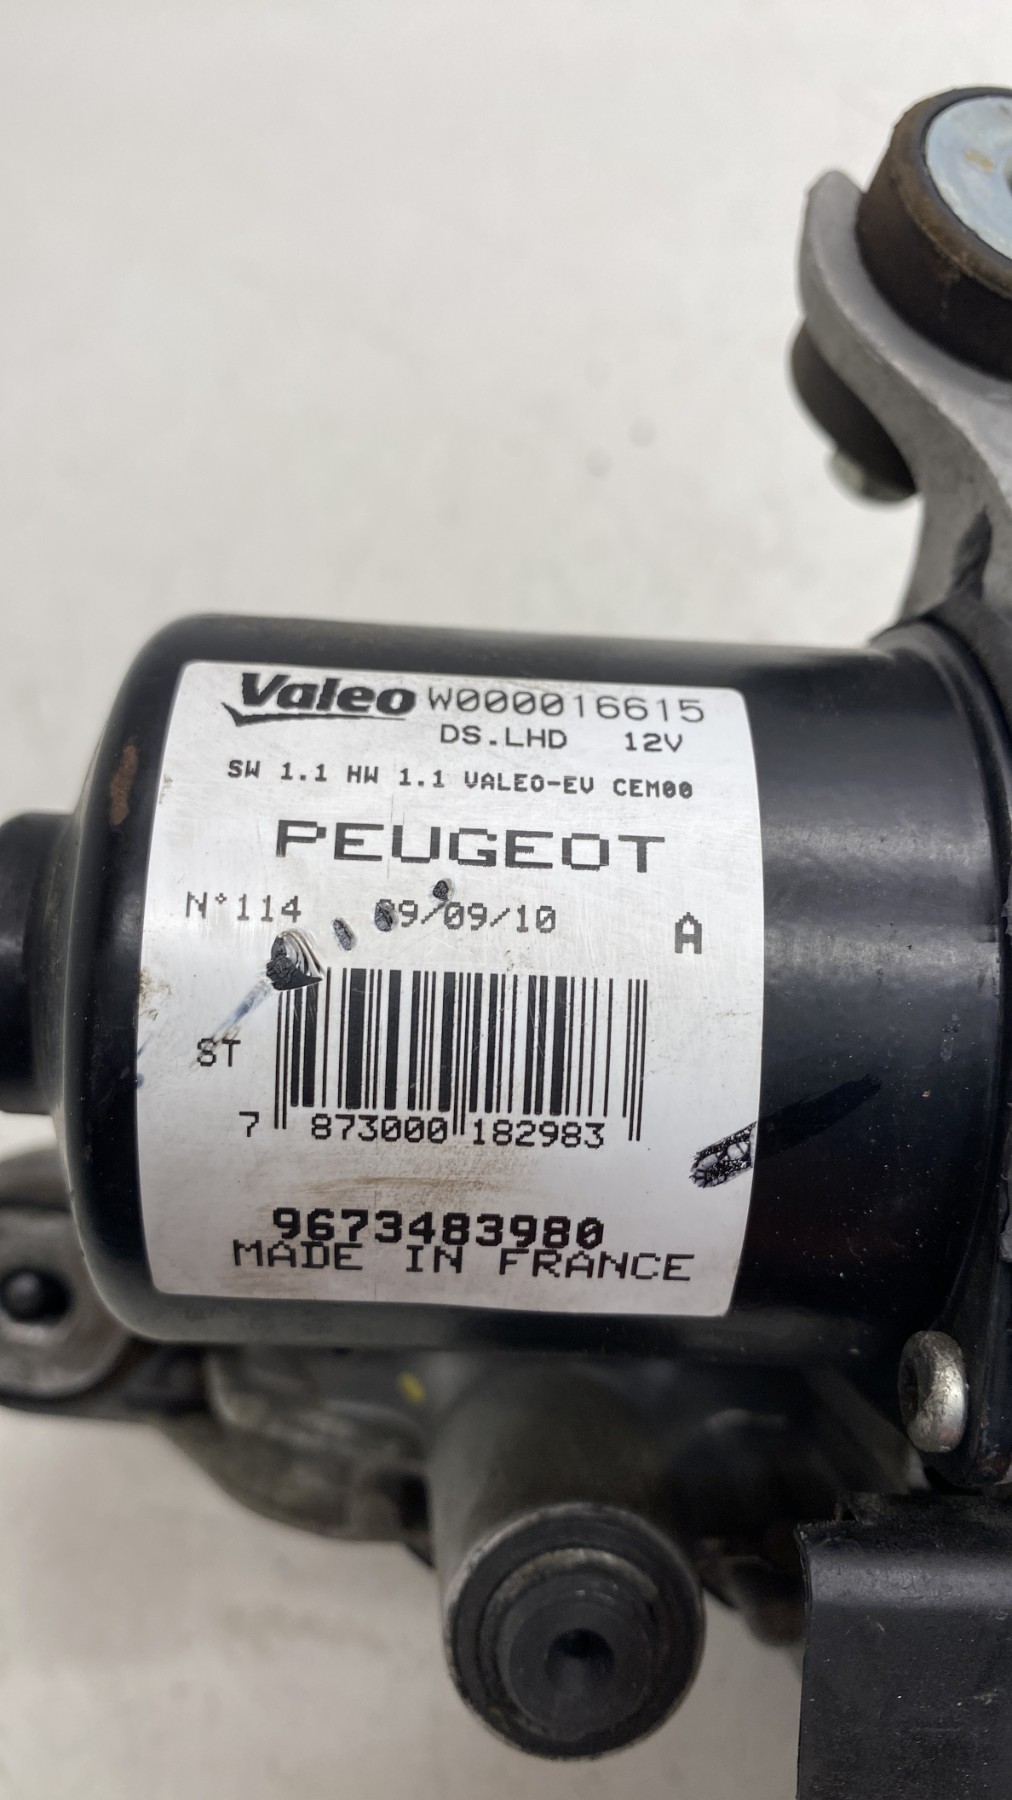 Valeo W000016615
DS.LHD 12V
SW 1.1 HW 1.1 VALEO-EV CEM00
PEUGEOT
N°114 09/09/10 A
ST
7 873000 182983
9673483980
MADE IN FRANCE